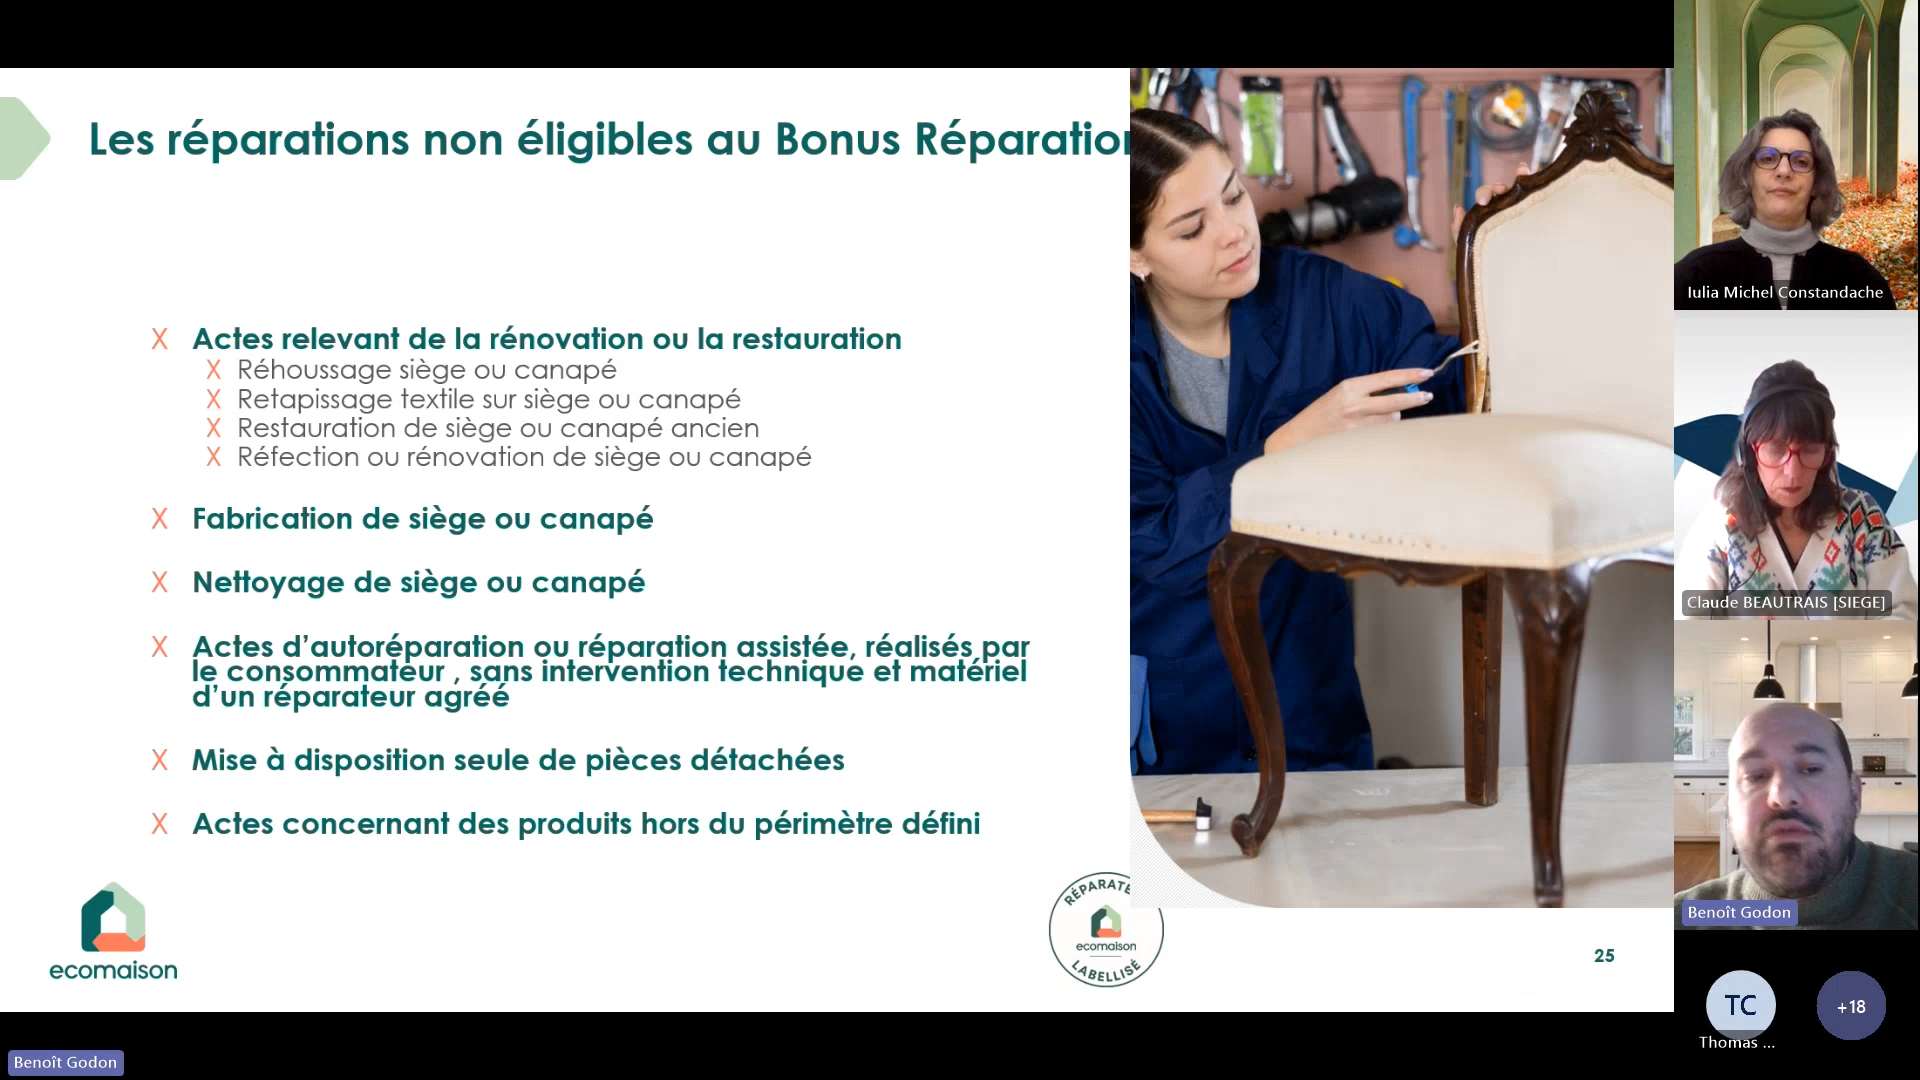 Les réparations non éligibles au Bonus Réparation
X Actes relevant de la rénovation ou la restauration
X Réhoussage siège ou canapé
X Retapissage textile sur siège ou canapé
X Restauration de siège ou canapé ancien
X Réfection ou rénovation de siège ou canapé
X Fabrication de siège ou canapé
X Nettoyage de siège ou canapé
X Actes d’autoréparation ou réparation assistée, réalisés par
le consommateur , sans intervention technique et matériel
d’un réparateur agréé
X Mise à disposition seule de pièces détachées
X Actes concernant des produits hors du périmètre défini
ecomaison
RÉPARATE
ecomaison
LABELLISÉ
25
Iulia Michel Constandache
Claude BEAUTRAIS [SIEGE]
Benoît Godon
TC
+18
Thomas ...
Benoît Godon